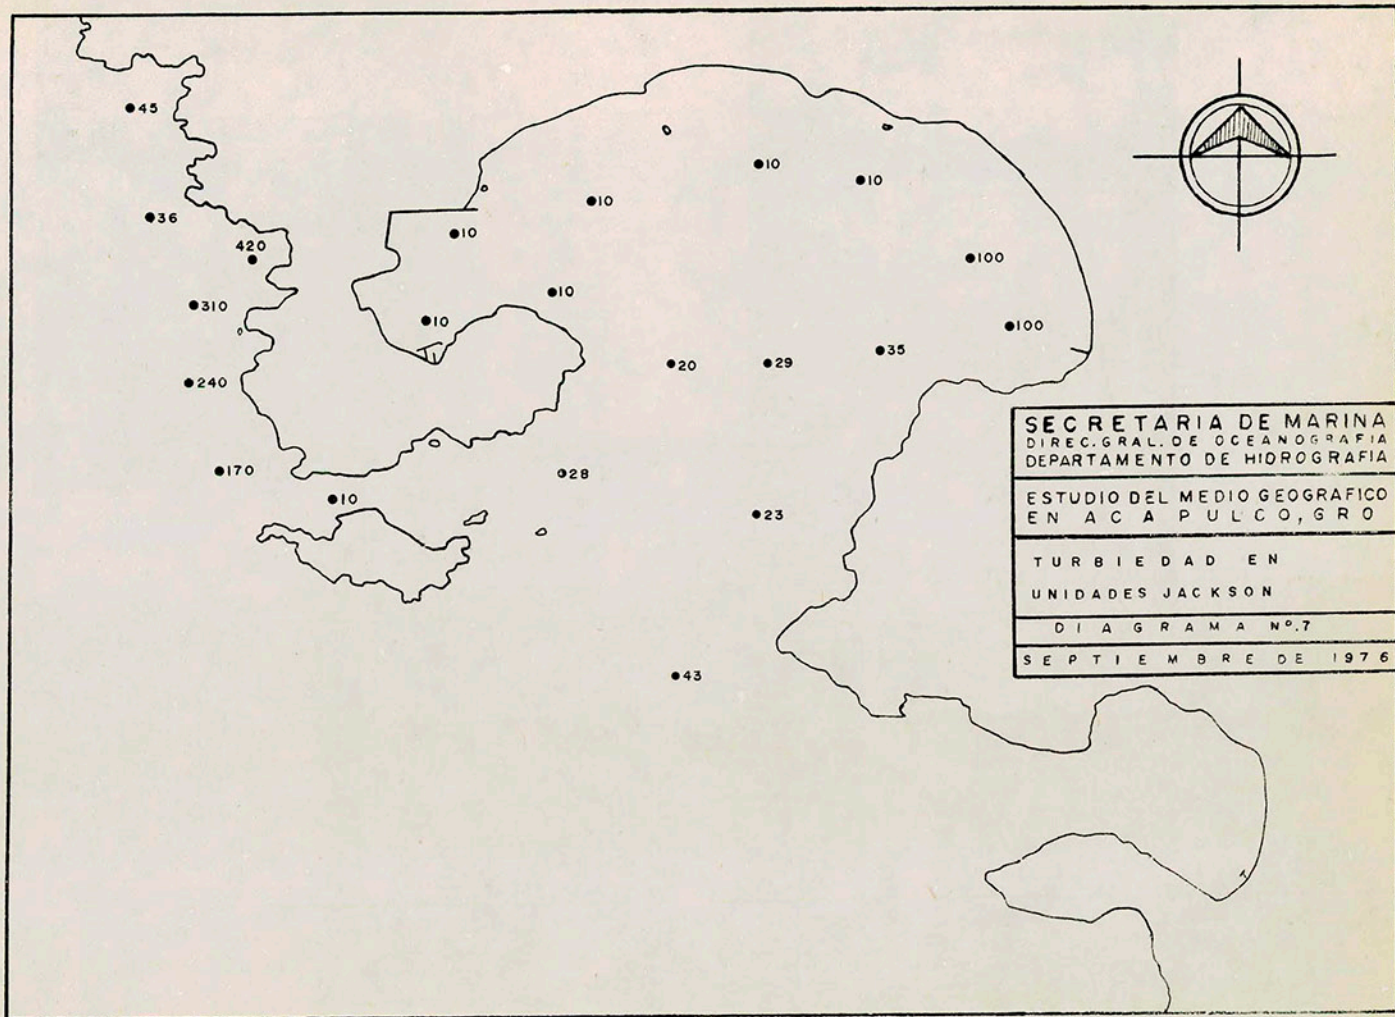 45
10
10
36
10
10
420
100
10
310
10
100
35
20
29
240
SECRETARIA DE MARINA
DIREC. GRAL. DE OCEANOGRAFIA
DEPARTAMENTO DE HIDROGRAFIA
170
28
10
ESTUDIO DEL MEDIO GEOGRAFICO
EN ACAPULCO, GRO
23
TURBIEDAD EN
UNIDADES JACKSON
DIAGRAMA Nº.7
SEPTIEMBRE DE 1976
43